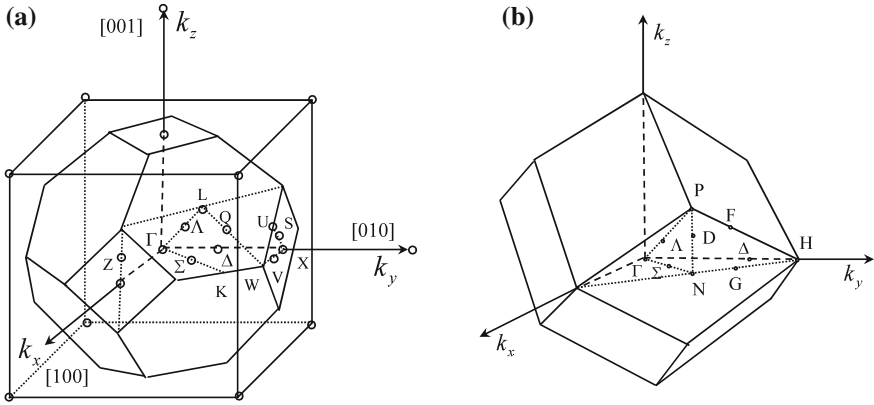 (a)
[001]
k_z
L
Λ
Q
U
S
[010]
Γ
Z
Σ
Δ
V
X
k_y
K
W
k_x
[100]
(b)
k_z
P
F
Λ
D
Δ
H
Γ
Σ
N
G
k_y
k_x